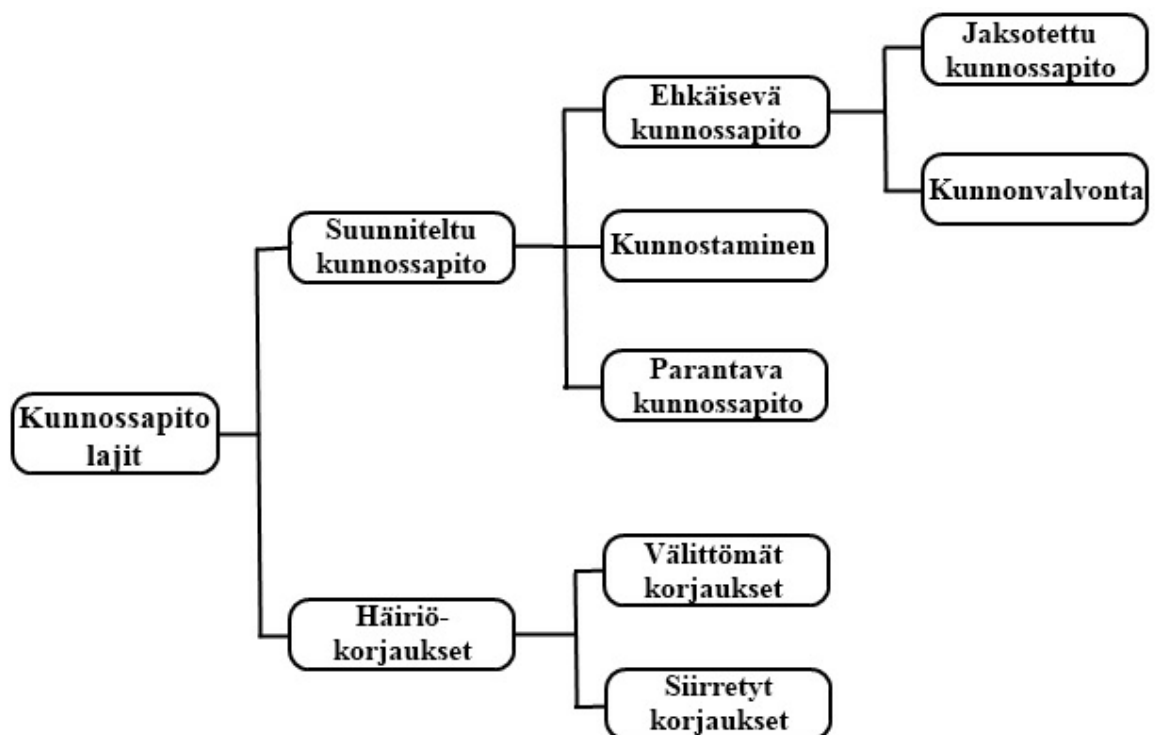 Jaksotettu
kunnossapito
Ehkäisevä
kunnossapito
Kunnonvalvonta
Suunniteltu
kunnossapito
Kunnostaminen
Parantava
kunnossapito
Kunnossapito
lajit
Välittömät
korjaukset
Häiriö-
korjaukset
Siirretyt
korjaukset